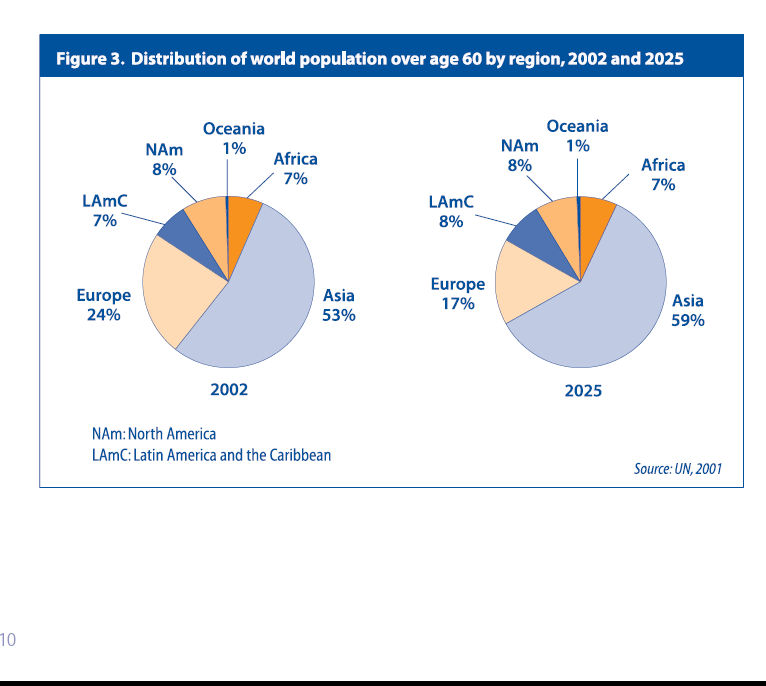 Figure 3. Distribution of world population over age 60 by region, 2002 and 2025
Oceania
1%
NAm
8%
Africa
7%
LAmC
7%
Europe
24%
Asia
53%
2002
Oceania
1%
NAm
8%
Africa
7%
LAmC
8%
Europe
17%
Asia
59%
2025
NAm: North America
LAmC: Latin America and the Caribbean
Source: UN, 2001
10